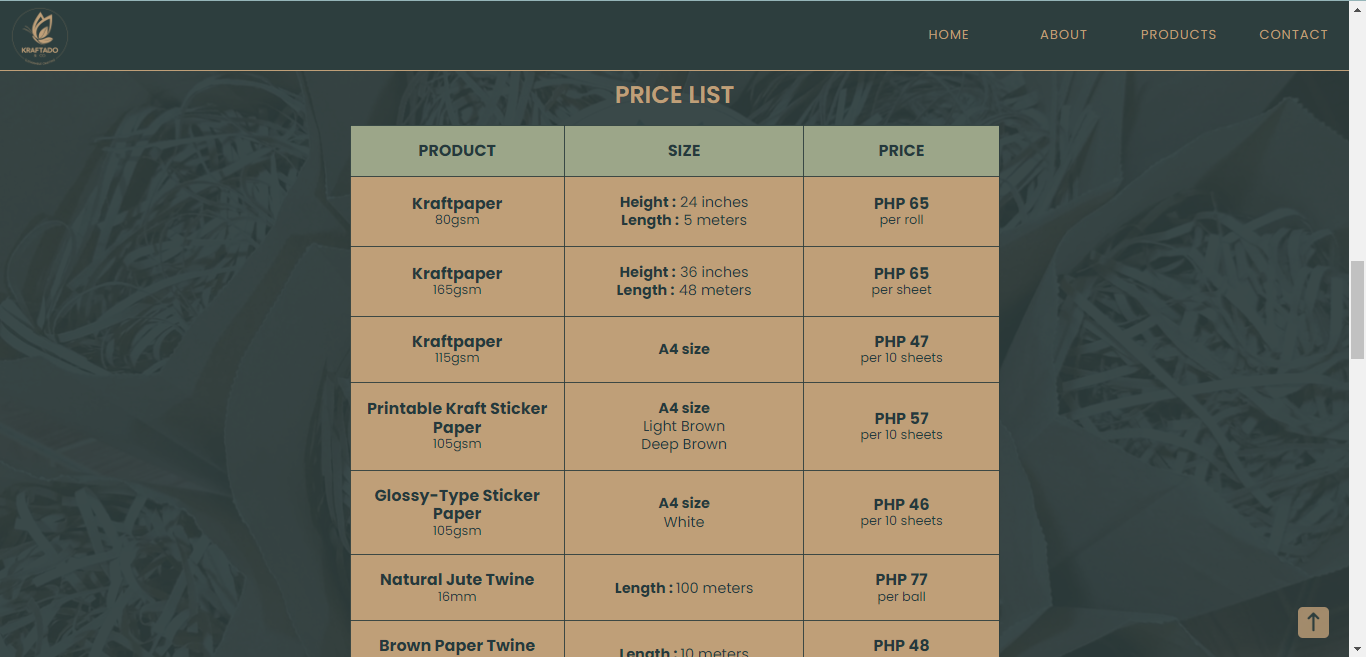 KRAFTADO
HOME ABOUT PRODUCTS CONTACT
PRICE LIST
PRODUCT SIZE PRICE
Kraftpaper
80gsm
Height : 24 inches
Length : 5 meters
PHP 65
per roll
Kraftpaper
165gsm
Height : 36 inches
Length : 48 meters
PHP 65
per sheet
Kraftpaper
115gsm
A4 size
PHP 47
per 10 sheets
Printable Kraft Sticker
Paper
105gsm
A4 size
Light Brown
Deep Brown
PHP 57
per 10 sheets
Glossy-Type Sticker
Paper
105gsm
A4 size
White
PHP 46
per 10 sheets
Natural Jute Twine
16mm
Length : 100 meters
PHP 77
per ball
Brown Paper Twine
Length : 10 meters
PHP 48